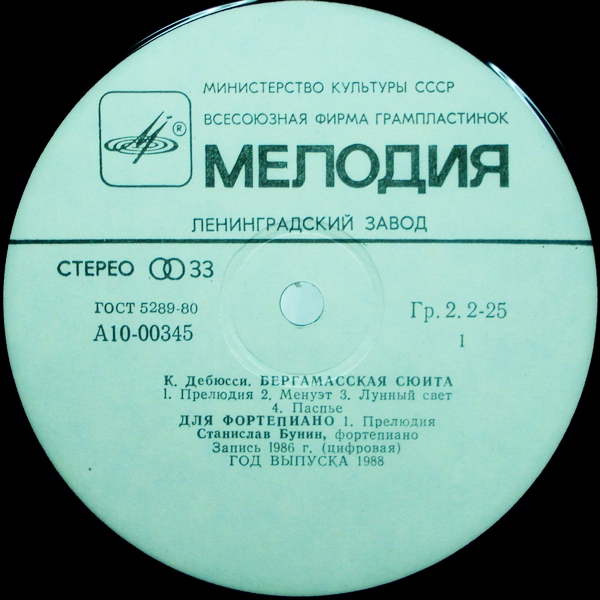 МИНИСТЕРСТВО КУЛЬТУРЫ СССР
ВСЕСОЮЗНАЯ ФИРМА ГРАМПЛАСТИНОК
®
МЕЛОДИЯ
ЛЕНИНГРАДСКИЙ ЗАВОД
СТЕРЕО 33
ГОСТ 5289-80
А10-00345
Гр. 2. 2-25
1
К. Дебюсси. БЕРГАМАССКАЯ СЮИТА
1. Прелюдия 2. Менуэт 3. Лунный свет
4. Паспье
ДЛЯ ФОРТЕПИАНО 1. Прелюдия
Станислав Бунин, фортепиано
Запись 1986 г. (цифровая)
ГОД ВЫПУСКА 1988